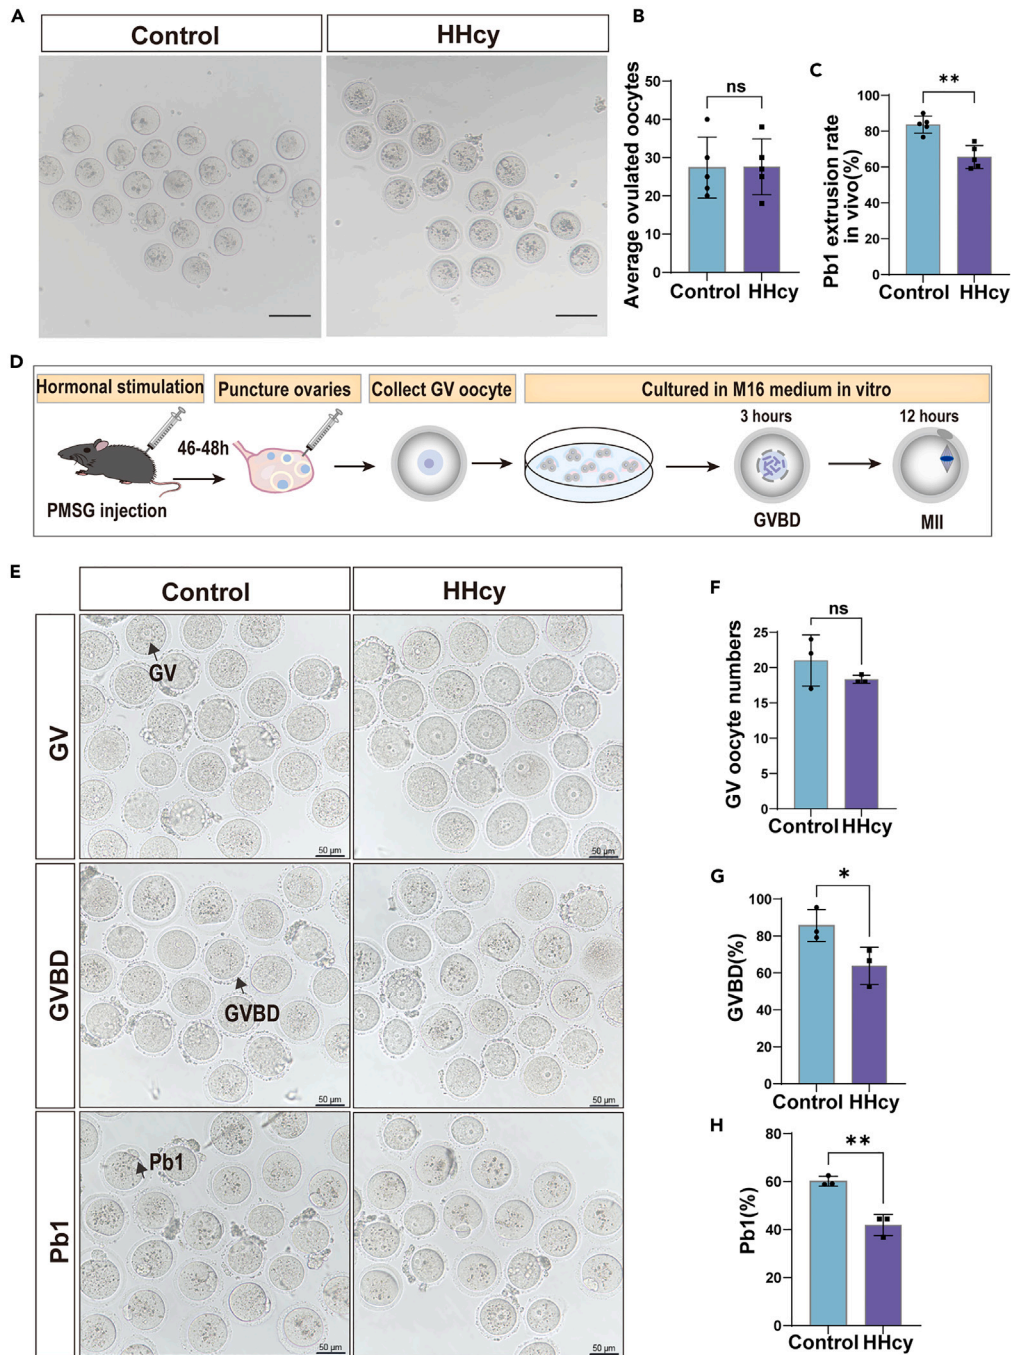 A
Control
HHcy
B
Average ovulated oocytes
50
40
30
20
10
0
ns
Control HHcy
C
Pb1 extrusion rate
in vivo(%)
100
80
60
40
20
0
**
Control HHcy
D
Hormonal stimulation
Puncture ovaries
Collect GV oocyte
Cultured in M16 medium in vitro
46-48h
3 hours
12 hours
PMSG injection
GVBD
MII
E
Control
HHcy
GV
GV
50 µm
50 µm
GVBD
GVBD
50 µm
50 µm
Pb1
Pb1
50 µm
50 µm
F
GV oocyte numbers
25
20
15
10
5
0
ns
Control HHcy
G
GVBD(%)
100
80
60
40
20
0
*
Control HHcy
H
Pb1(%)
80
60
40
20
0
**
Control HHcy